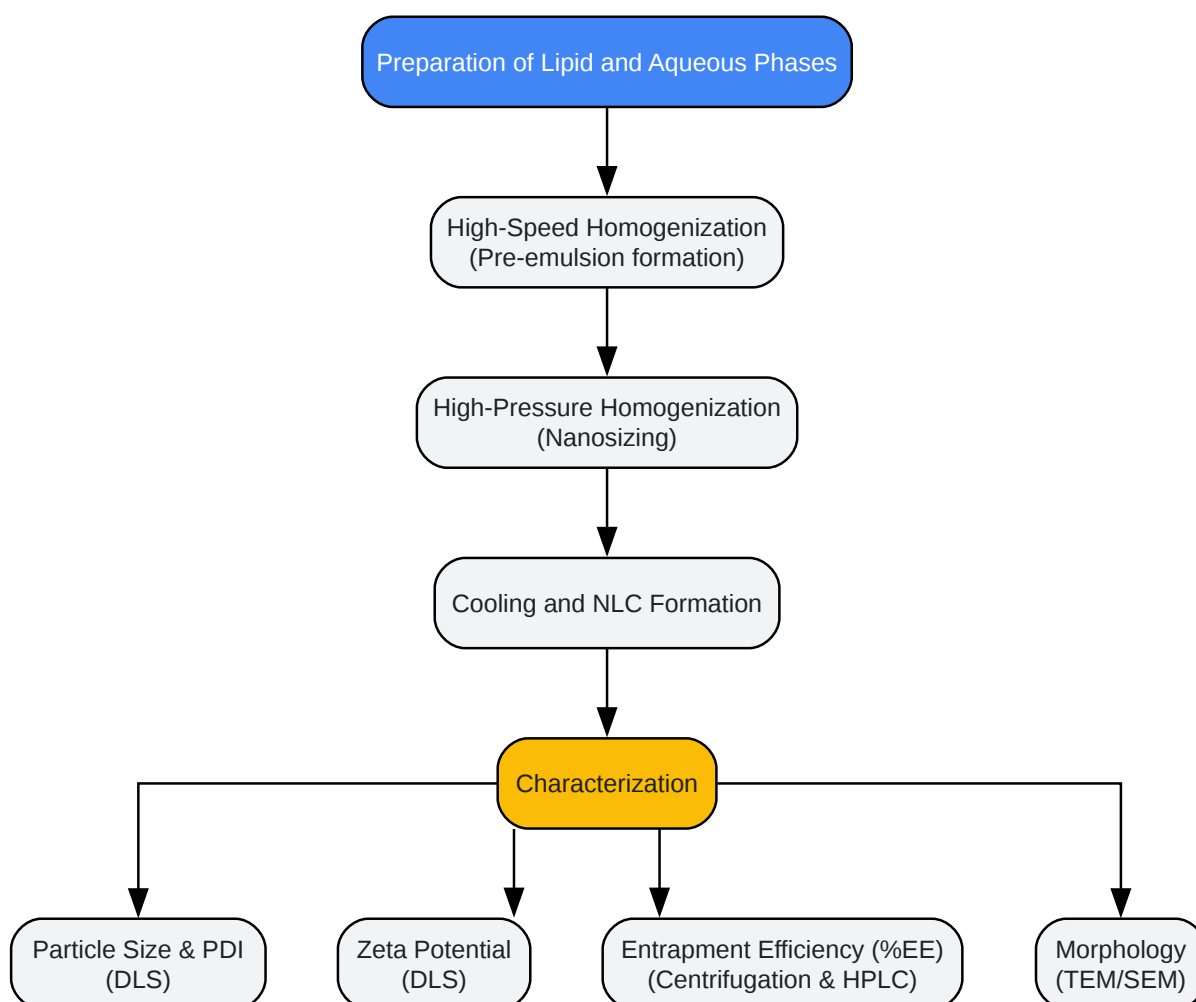 Preparation of Lipid and Aqueous Phases
High-Speed Homogenization
(Pre-emulsion formation)
High-Pressure Homogenization
(Nanosizing)
Cooling and NLC Formation
Characterization
Particle Size & PDI
(DLS)
Zeta Potential
(DLS)
Entrapment Efficiency (%EE)
(Centrifugation & HPLC)
Morphology
(TEM/SEM)